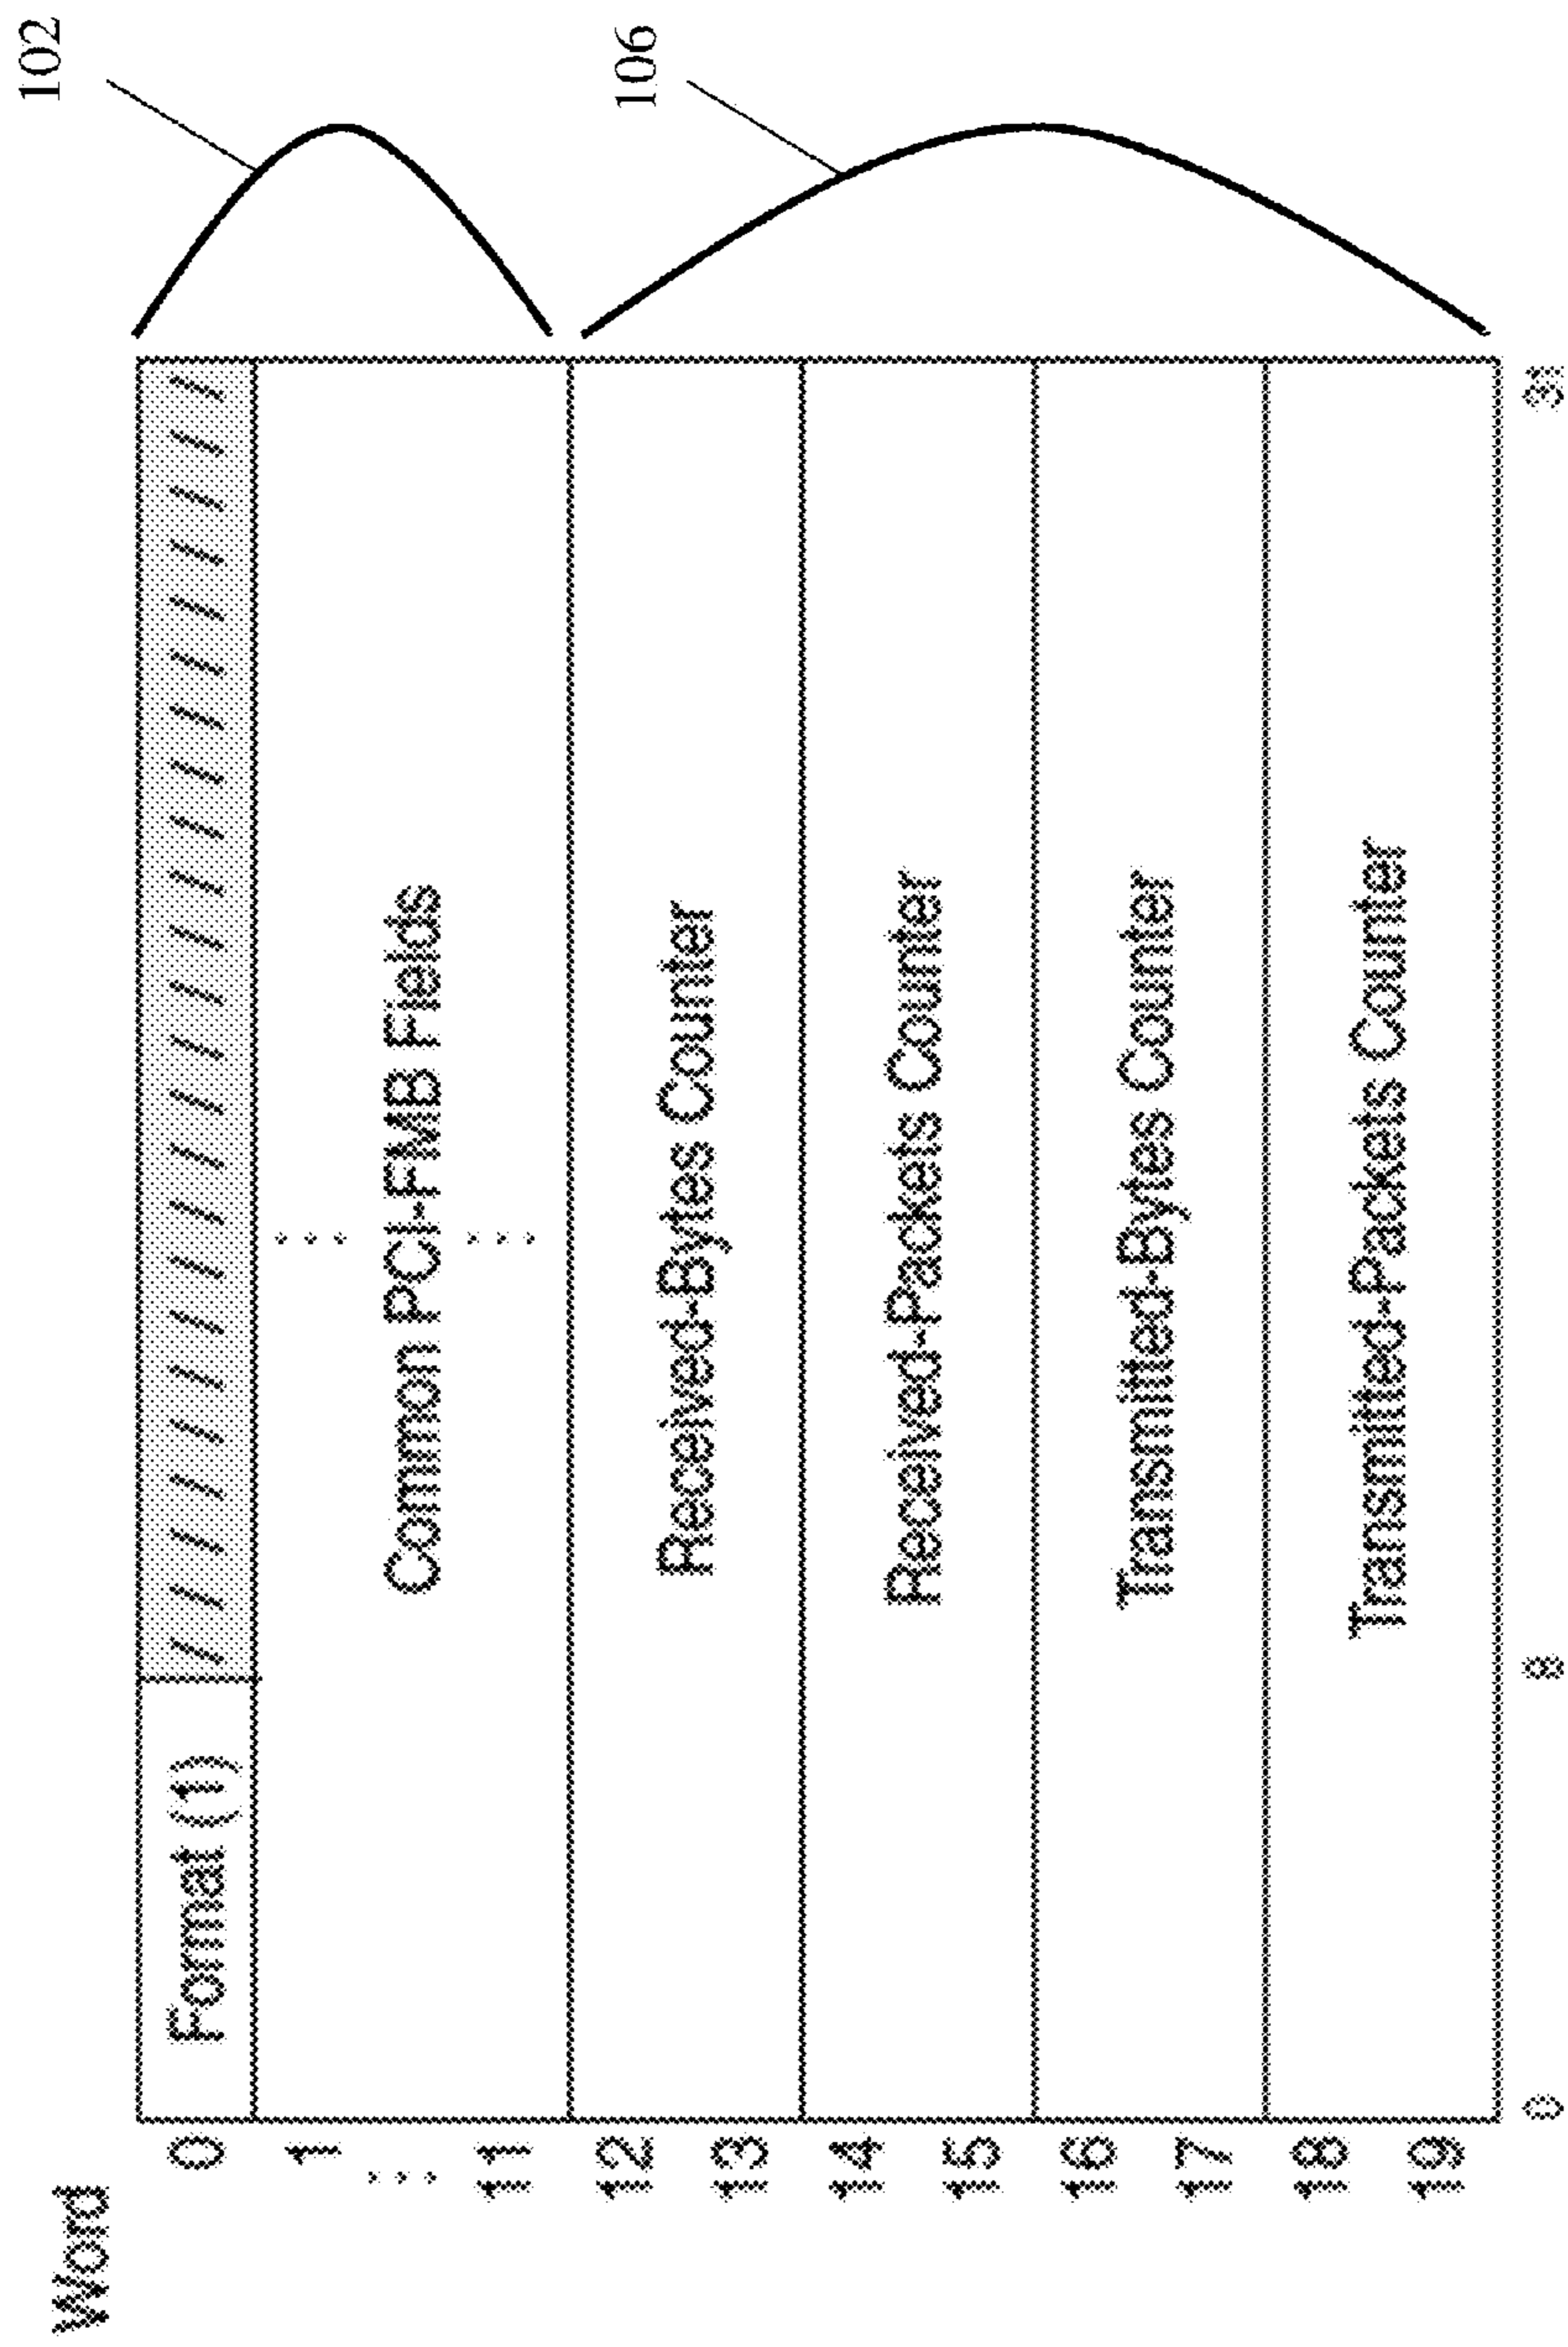 Word
0 Format (1) / / / / / / / / / / / / / / / / / / / / / / / /
102
1
...
...
Common PCI-FMB Fields
...
11
12
Received-Bytes Counter
13
106
14
Received-Packets Counter
15
16
Transmitted-Bytes Counter
17
18
Transmitted-Packets Counter
19
0 8 31